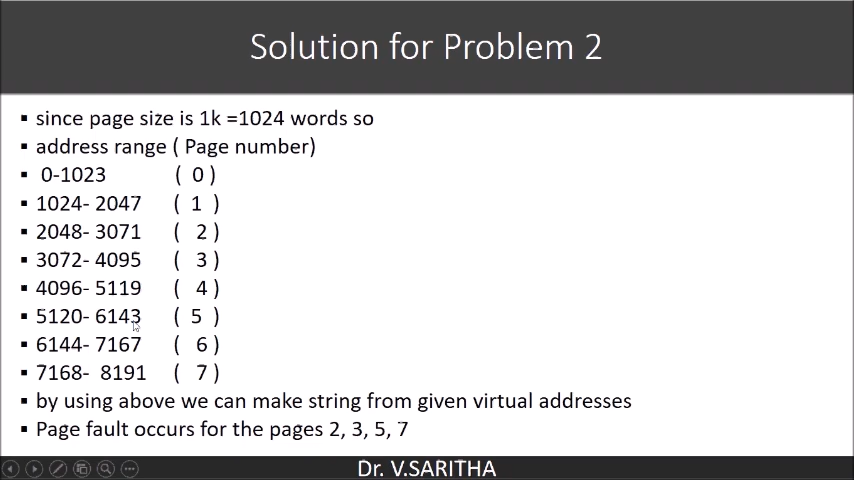 Solution for Problem 2
▪ since page size is 1k =1024 words so
▪ address range ( Page number)
▪ 0-1023 ( 0 )
▪ 1024- 2047 ( 1 )
▪ 2048- 3071 ( 2 )
▪ 3072- 4095 ( 3 )
▪ 4096- 5119 ( 4 )
▪ 5120- 6143 ( 5 )
▪ 6144- 7167 ( 6 )
▪ 7168- 8191 ( 7 )
▪ by using above we can make string from given virtual addresses
▪ Page fault occurs for the pages 2, 3, 5, 7
Dr. V.SARITHA